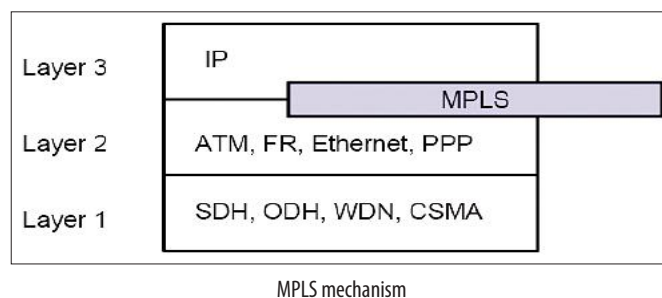 Layer 3 IP
MPLS
Layer 2 ATM, FR, Ethernet, PPP
Layer 1 SDH, ODH, WDN, CSMA
MPLS mechanism